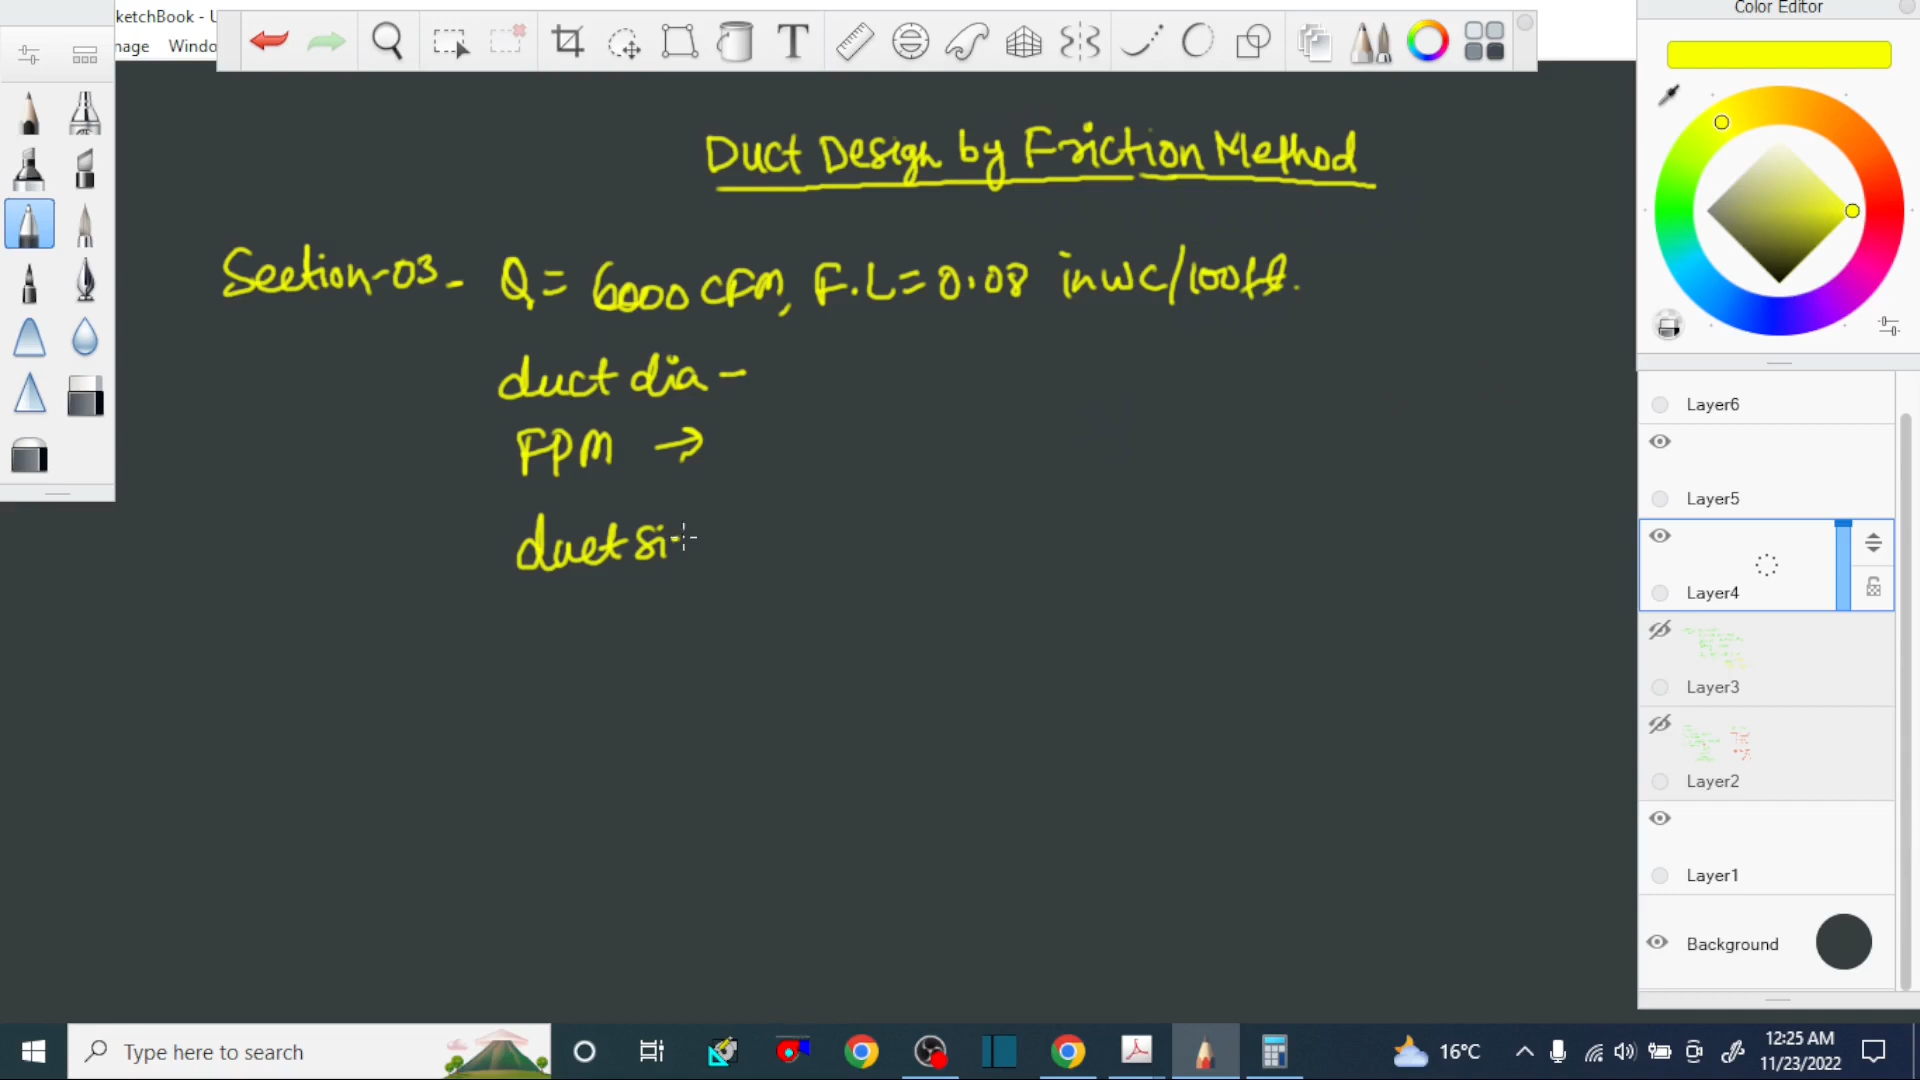 ketchBook - U
Color Editor
nage Windo
Duct Design by Friction Method
Section-03- Q = 6000 CFM, F.L = 0.08 inwc/100ft.
duct dia -
FPM →
duct si-
Layer6
Layer5
Layer4
Layer3
Layer2
Layer1
Background
Type here to search
16°C
12:25 AM
11/23/2022